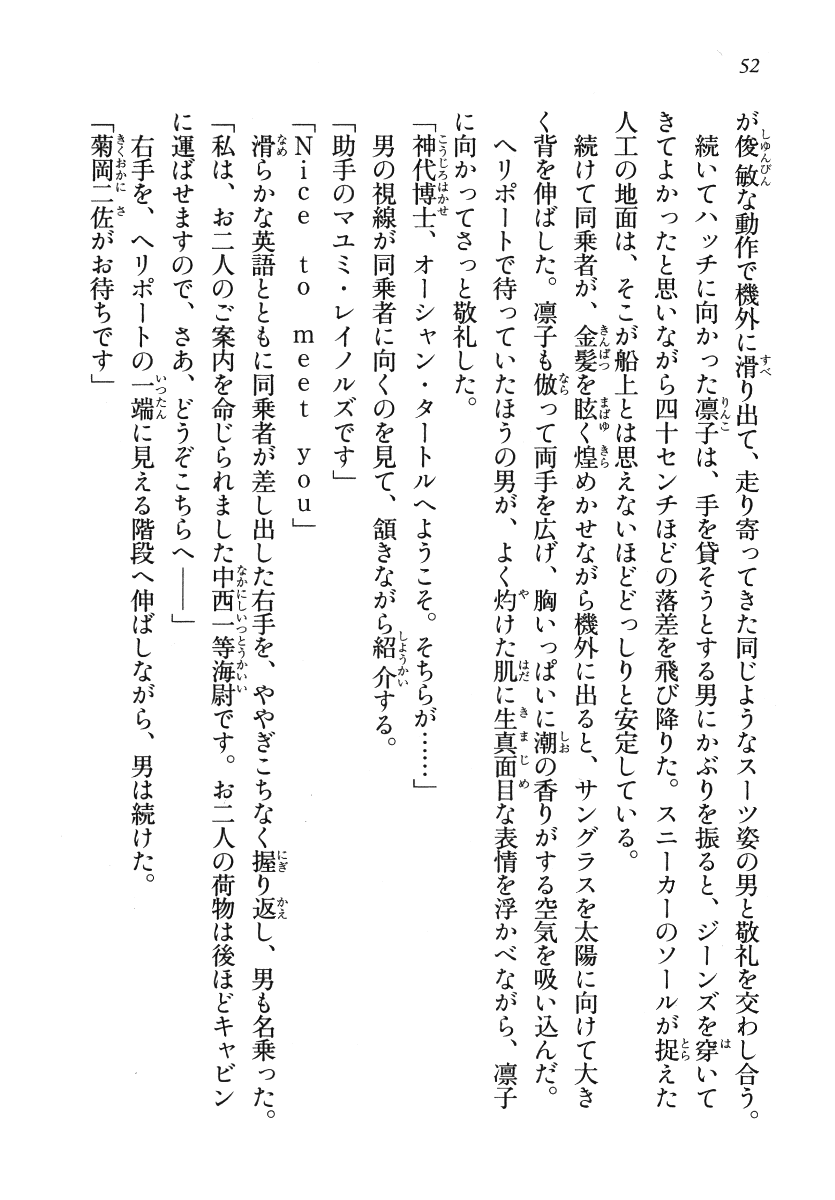 52
が俊敏な動作で機外に滑り出て、走り寄ってきた同じようなスーツ姿の男と敬礼を交わし合う。
続いてハッチに向かった凛子は、手を貸そうとする男にかぶりを振ると、ジーンズを穿いて
きてよかったと思いながら四十センチほどの落差を飛び降りた。スニーカーのソールが捉えた
人工の地面は、そこが船上とは思えないほどどっしりと安定している。
続けて同乗者が、金髪を眩く煌めかせながら機外に出ると、サングラスを太陽に向けて大き
く背を伸ばした。凛子も倣って両手を広げ、胸いっぱいに潮の香りがする空気を吸い込んだ。
ヘリポートで待っていたほうの男が、よく灼けた肌に生真面目な表情を浮かべながら、凛子
に向かってさっと敬礼した。
「神代博士、オーシャン・タートルへようこそ。そちらが……」
男の視線が同乗者に向くのを見て、頷きながら紹介する。
「助手のマユミ・レイノルズです」
「Nice to meet you」
滑らかな英語とともに同乗者が差し出した右手を、ややぎこちなく握り返し、男も名乗った。
「私は、お二人のご案内を命じられました中西一等海尉です。お二人の荷物は後ほどキャビン
に運ばせますので、さあ、どうぞこちらへ――」
右手を、ヘリポートの一端に見える階段へ伸ばしながら、男は続けた。
「菊岡二佐がお待ちです」